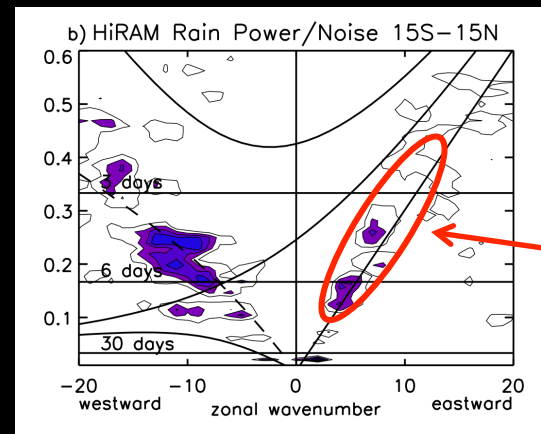 b) HiRAM Rain Power/Noise 15S-15N
0.6
0.5
0.4
3 days
0.3
0.2
6 days
0.1
30 days
-20 -10 0 10 20
westward zonal wavenumber eastward